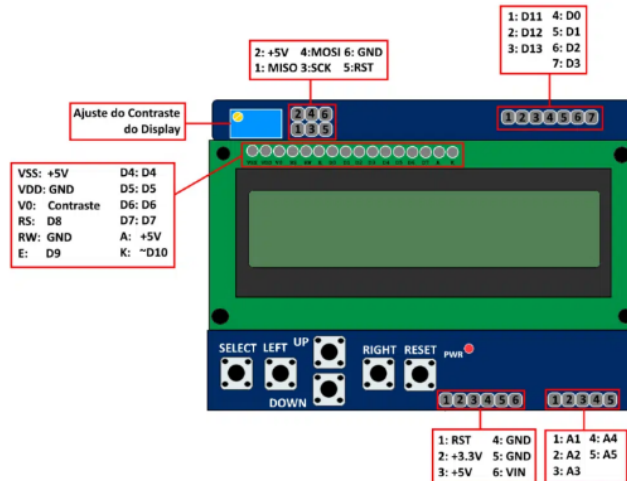 2: +5V 4:MOSI 6: GND
1: MISO 3:SCK 5:RST
1: D11 4: D0
2: D12 5: D1
3: D13 6: D2
7: D3
Ajuste do Contraste
do Display
2 4 6
1 3 5
1 2 3 4 5 6 7
VSS: +5V D4: D4
VDD: GND D5: D5
V0: Contraste D6: D6
RS: D8 D7: D7
RW: GND A: +5V
E: D9 K: ~D10
SELECT LEFT UP RIGHT RESET PWR
DOWN
1 2 3 4 5 6
1 2 3 4 5
1: RST 4: GND
2: +3.3V 5: GND
3: +5V 6: VIN
1: A1 4: A4
2: A2 5: A5
3: A3